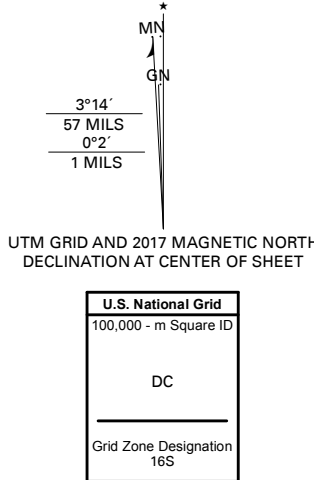 MN
GN
3°14´
57 MILS
0°2´
1 MILS
UTM GRID AND 2017 MAGNETIC NORTH
DECLINATION AT CENTER OF SHEET
U.S. National Grid
100,000 - m Square ID
DC
Grid Zone Designation
16S